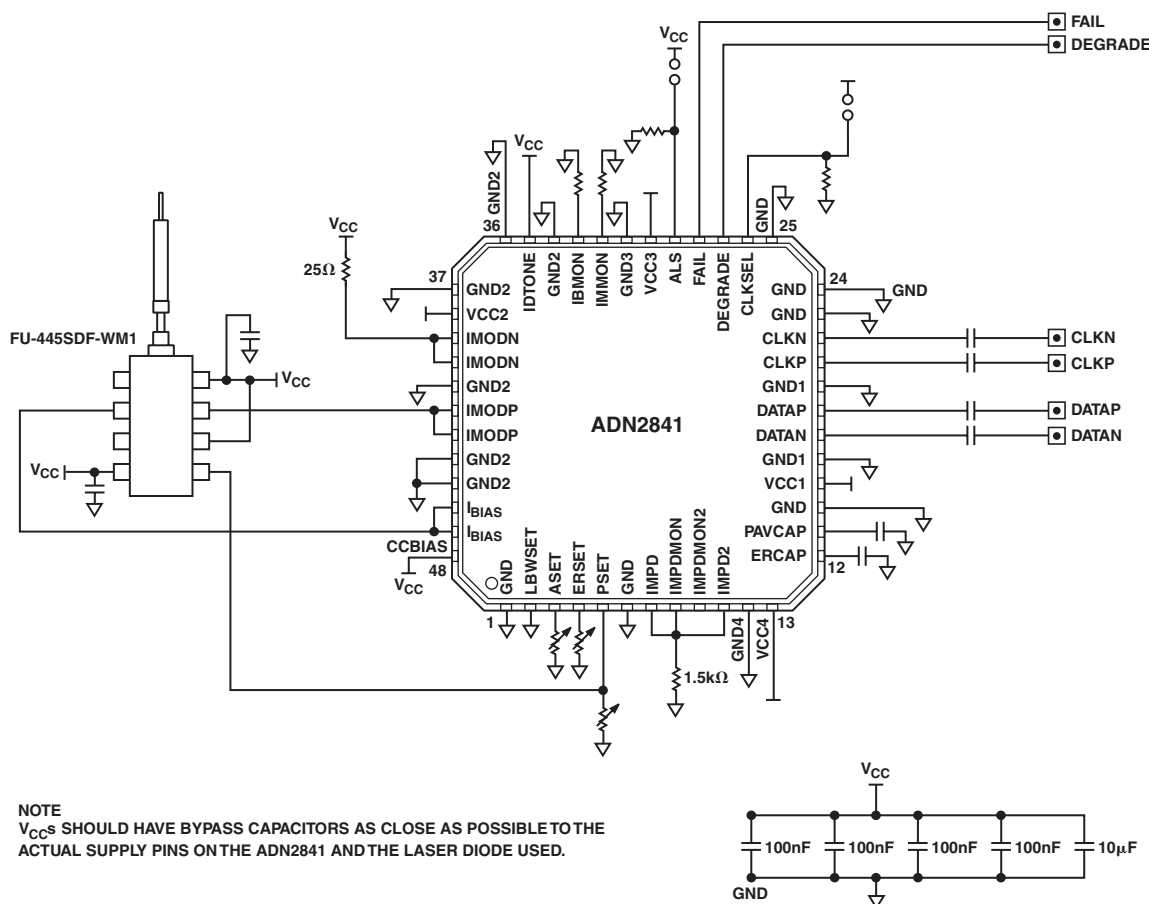 FAIL
DEGRADE
VCC
VCC
GND2
36
GND
25
VCC
25Ω
37
IDTONE
GND2
IBMON
IMMON
GND3
VCC3
ALS
FAIL
DEGRADE
CLKSEL
24
GND2
VCC2
IMODN
IMODN
GND2
IMODP
IMODP
GND2
GND2
IBIAS
IBIAS
CCBIAS
48
VCC
ADN2841
GND
GND
GND
CLKN
CLKP
GND1
DATAP
DATAN
GND1
VCC1
GND
PAVCAP
ERCAP
12
CLKN
CLKP
DATAP
DATAN
FU-445SDF-WM1
VCC
VCC
GND
LBWSET
ASET
ERSET
PSET
GND
IMPD
IMPDMON
IMPDMON2
IMPD2
1
GND4
VCC4
13
1.5kΩ
NOTE
VCCs SHOULD HAVE BYPASS CAPACITORS AS CLOSE AS POSSIBLE TO THE
ACTUAL SUPPLY PINS ON THE ADN2841 AND THE LASER DIODE USED.
VCC
100nF
100nF
100nF
100nF
10μF
GND